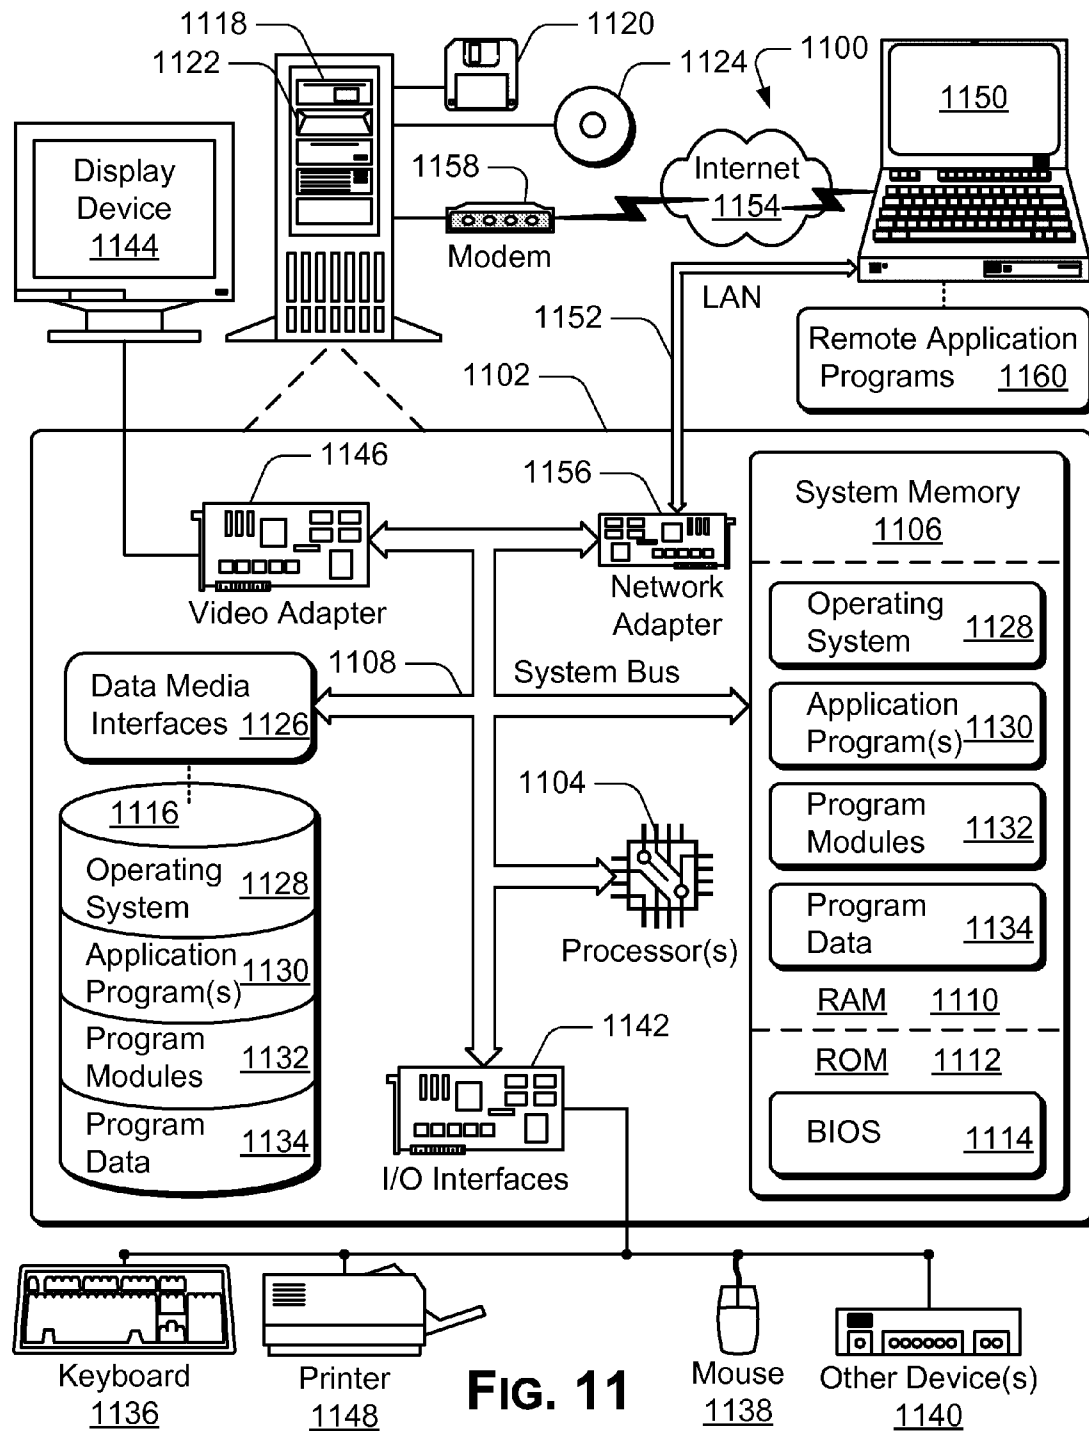 1118
1120
1122
1124
1100
1150
Display
Device
1144
1158
Internet
1154
Modem
LAN
1152
Remote Application
Programs 1160
1102
1146
1156
System Memory
1106
Video Adapter
Network
Adapter
Operating
System 1128
1108
System Bus
Data Media
Interfaces 1126
Application
Program(s) 1130
1104
Program
Modules 1132
1116
Operating
System 1128
Processor(s)
Program
Data 1134
Application
Program(s) 1130
RAM 1110
1142
Program
Modules 1132
ROM 1112
Program
Data 1134
I/O Interfaces
BIOS 1114
Keyboard
1136
Printer
1148
FIG. 11
Mouse
1138
Other Device(s)
1140